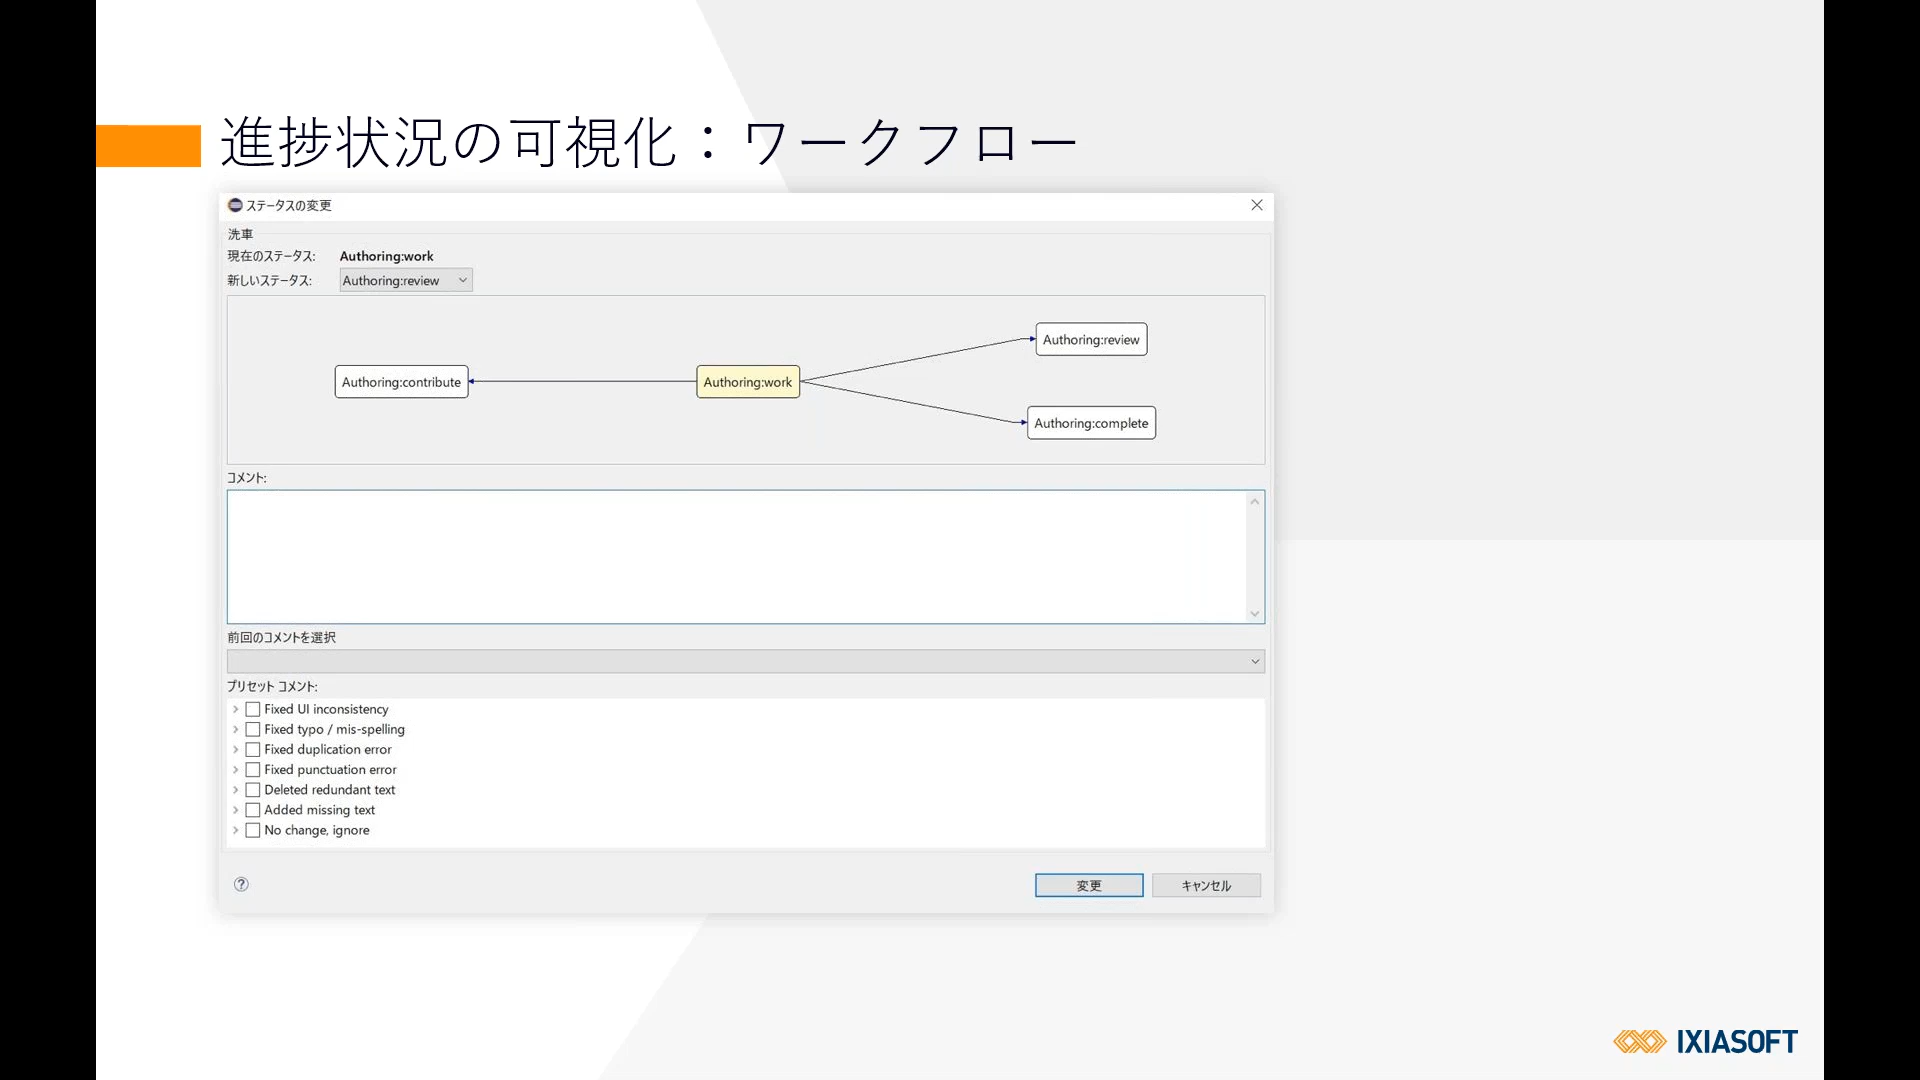 進捗状況の可視化：ワークフロー
ステータスの変更
洗車
現在のステータス: Authoring:work
新しいステータス: Authoring:review
Authoring:review
Authoring:contribute
Authoring:work
Authoring:complete
コメント:
前回のコメントを選択
プリセット コメント:
Fixed UI inconsistency
Fixed typo / mis-spelling
Fixed duplication error
Fixed punctuation error
Deleted redundant text
Added missing text
No change, ignore
?
変更
キャンセル
IXIASOFT